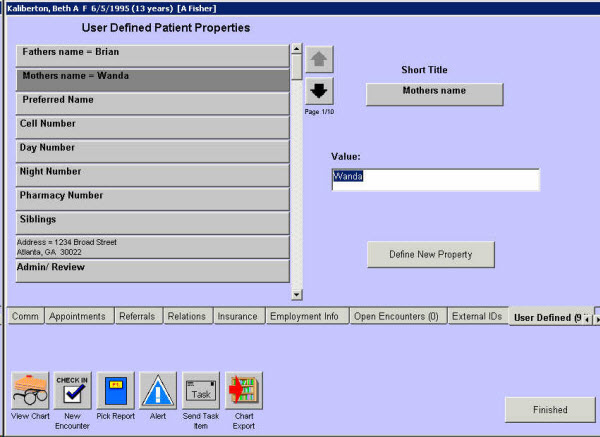 Kaliberton, Beth A F 6/5/1995 (13 years) [A Fisher]
User Defined Patient Properties
Fathers name = Brian
Mothers name = Wanda
Preferred Name
Cell Number
Day Number
Night Number
Pharmacy Number
Siblings
Address = 1234 Broad Street
Atlanta, GA 30022
Admin/ Review
Page 1/10
Short Title
Mothers name
Value:
Wanda
Define New Property
Comm Appointments Referrals Relations Insurance Employment Info Open Encounters (0) External IDs User Defined (9
CHECK IN
Task
View Chart
New
Encounter
Pick Report
Alert
Send Task
Item
Chart
Export
Finished